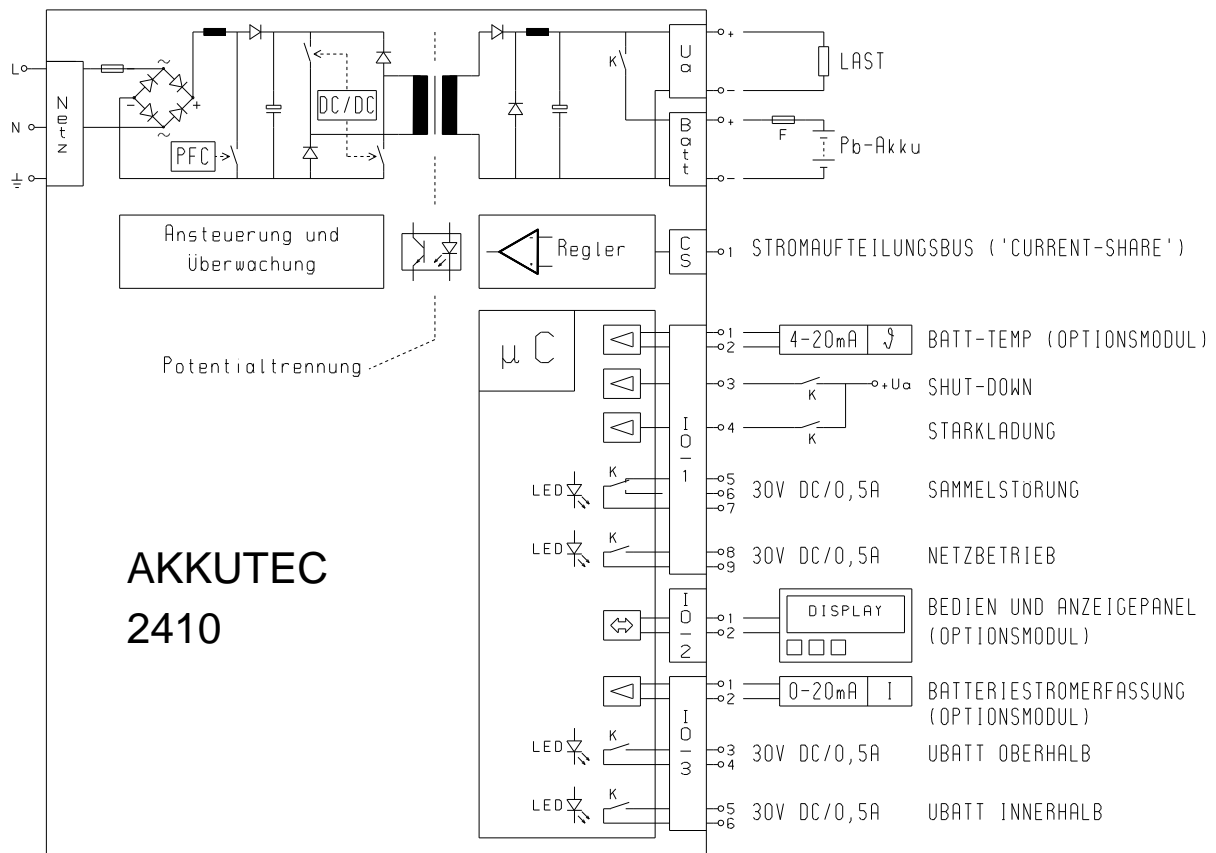 L
N
Netz
~
-
+
~
PFC
DC/DC
K
Ua
+
-
LAST
Batt
+
-
F
Pb-Akku
Ansteuerung und
Überwachung
Regler
CS
1
STROMAUFTEILUNGSBUS ('CURRENT-SHARE')
Potentialtrennung
µC
IO-1
1
2
4-20mA
ϑ
BATT-TEMP (OPTIONSMODUL)
3
K
+Ua
SHUT-DOWN
4
K
STARKLADUNG
LED
K
5
6
7
30V DC/0,5A
SAMMELSTÖRUNG
LED
K
8
9
30V DC/0,5A
NETZBETRIEB
AKKUTEC
2410
IO-2
1
2
DISPLAY
BEDIEN UND ANZEIGEPANEL
(OPTIONSMODUL)
IO-3
1
2
0-20mA
I
BATTERIESTROMERFASSUNG
(OPTIONSMODUL)
LED
K
3
4
30V DC/0,5A
UBATT OBERHALB
LED
K
5
6
30V DC/0,5A
UBATT INNERHALB